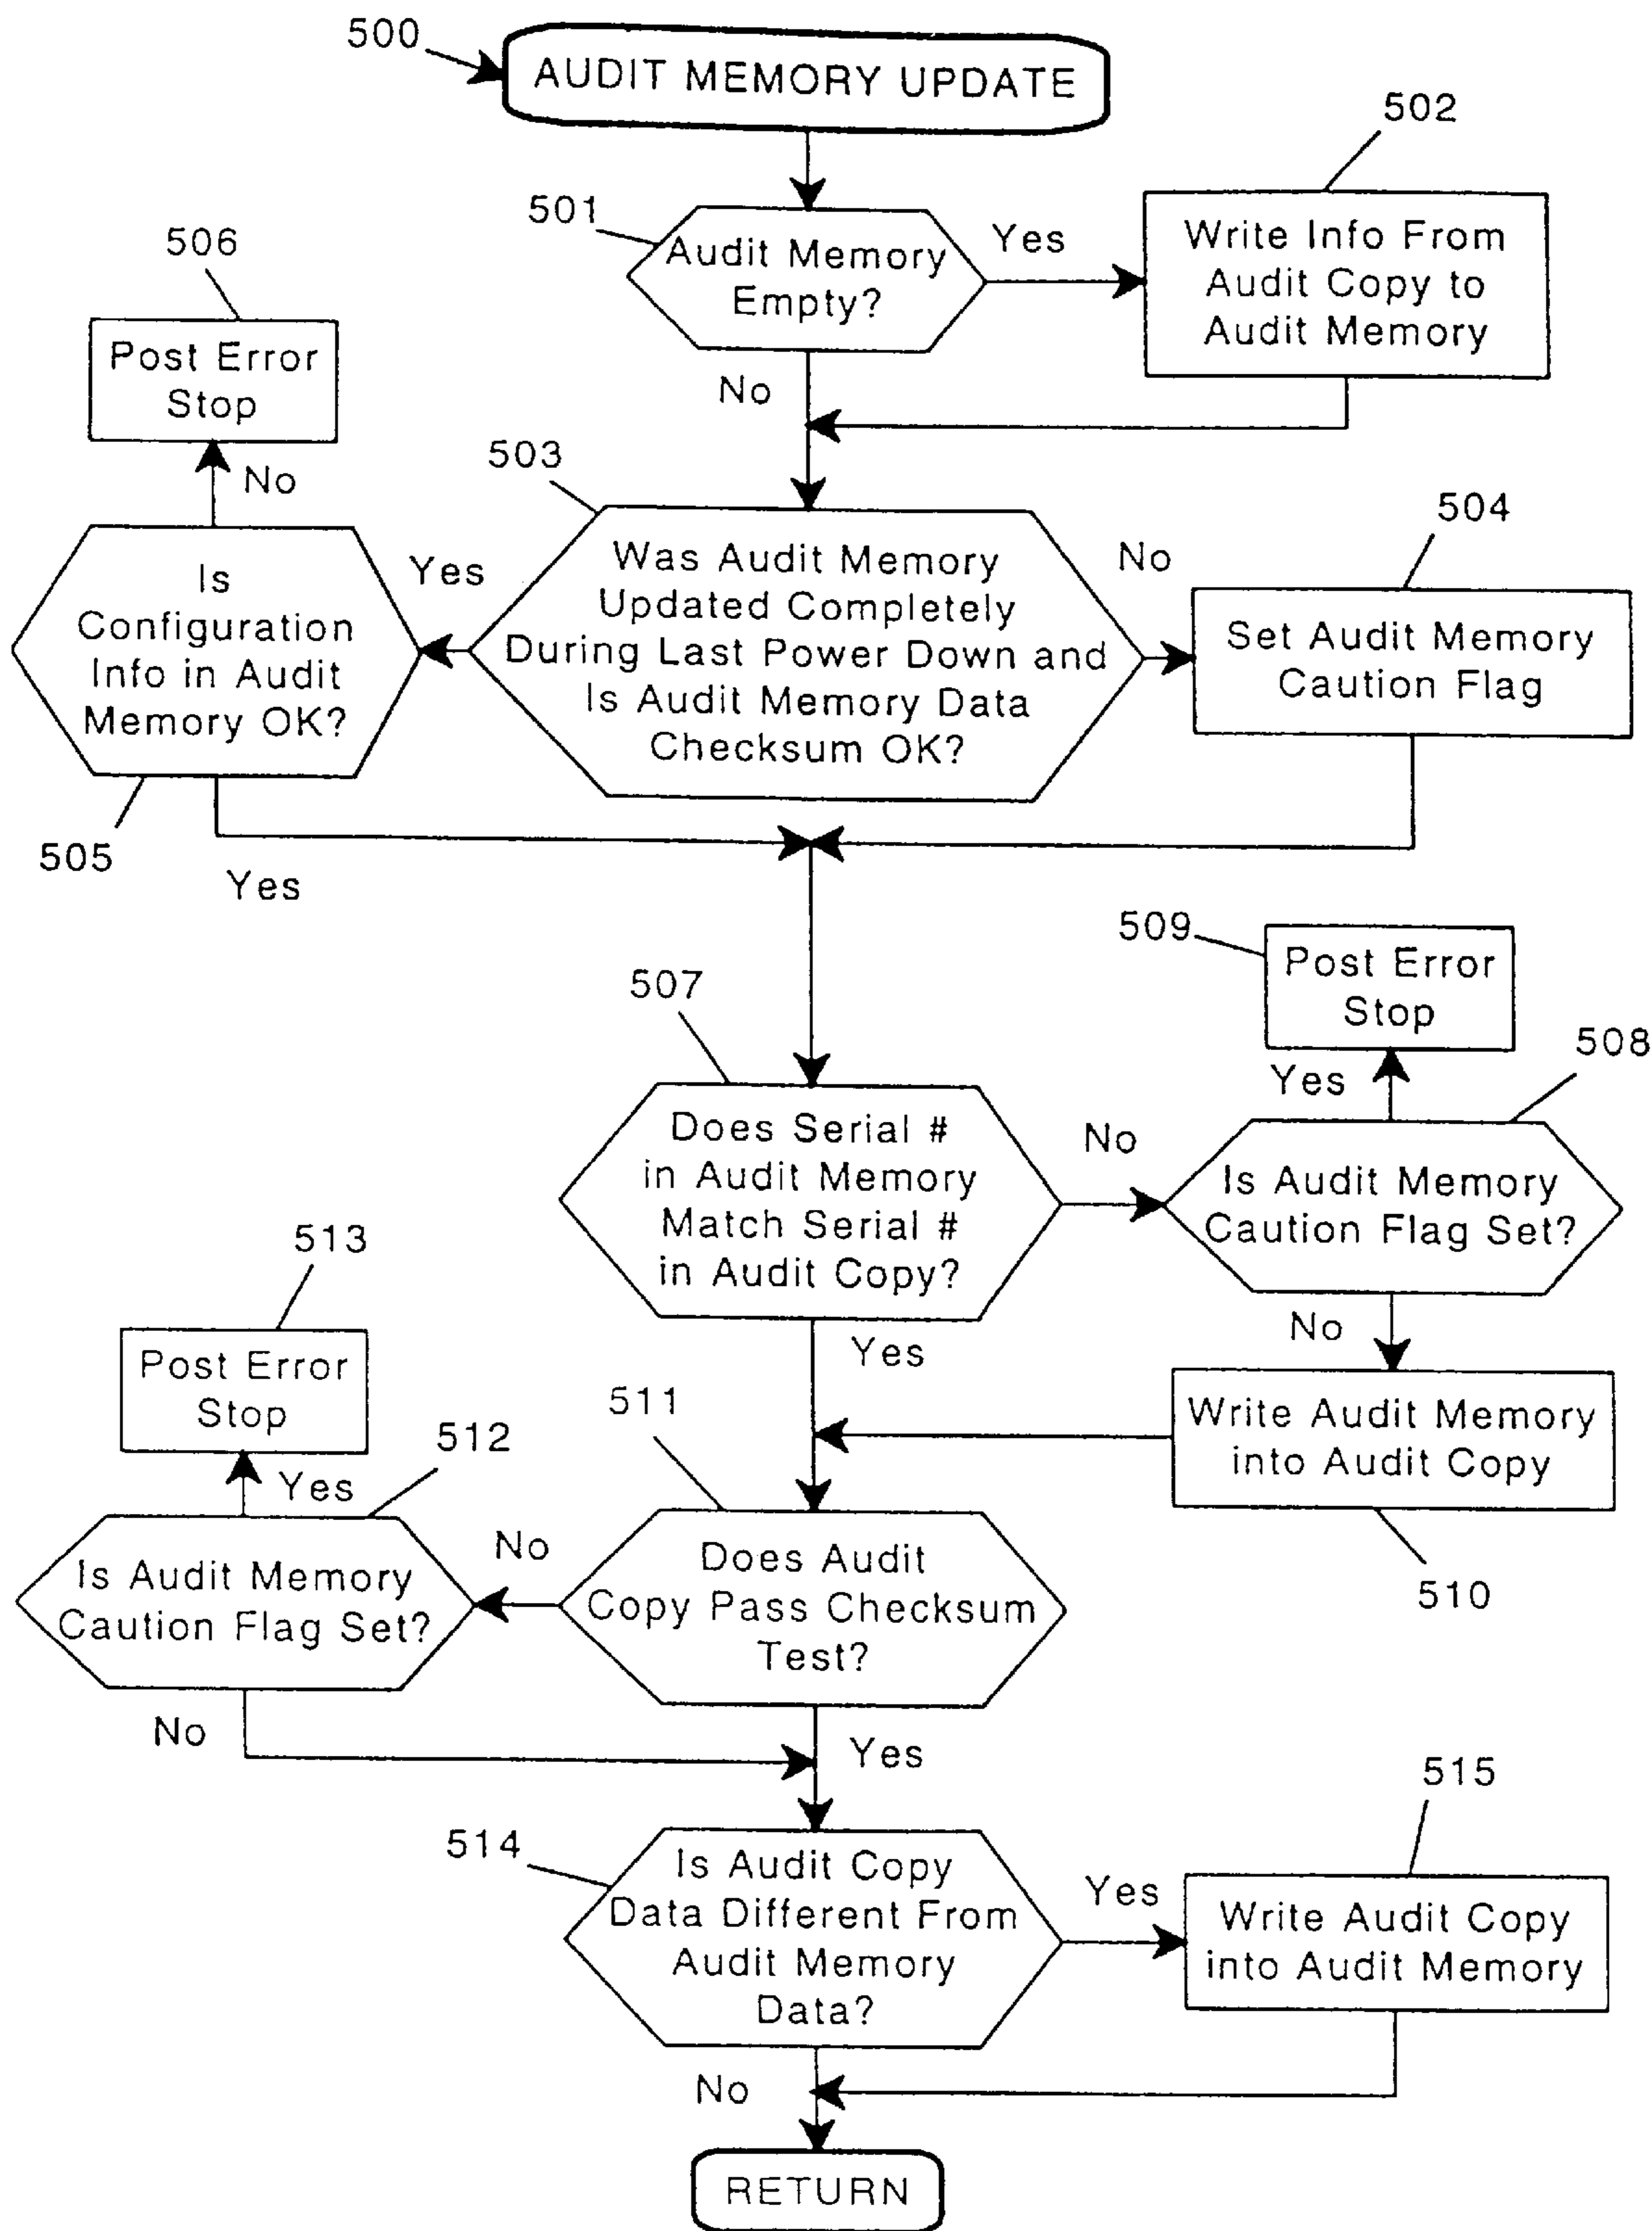 500
AUDIT MEMORY UPDATE
502
501
Audit Memory
Empty?
Yes
Write Info From
Audit Copy to
Audit Memory
No
506
Post Error
Stop
No
503
Was Audit Memory
Updated Completely
During Last Power Down and
Is Audit Memory Data
Checksum OK?
Yes
No
504
Set Audit Memory
Caution Flag
Is
Configuration
Info in Audit
Memory OK?
505
Yes
507
Does Serial #
in Audit Memory
Match Serial #
in Audit Copy?
No
509
Post Error
Stop
Yes
508
Is Audit Memory
Caution Flag Set?
No
Yes
Write Audit Memory
into Audit Copy
510
513
Post Error
Stop
Yes
512
Is Audit Memory
Caution Flag Set?
No
511
Does Audit
Copy Pass Checksum
Test?
No
Yes
514
Is Audit Copy
Data Different From
Audit Memory
Data?
Yes
515
Write Audit Copy
into Audit Memory
No
RETURN